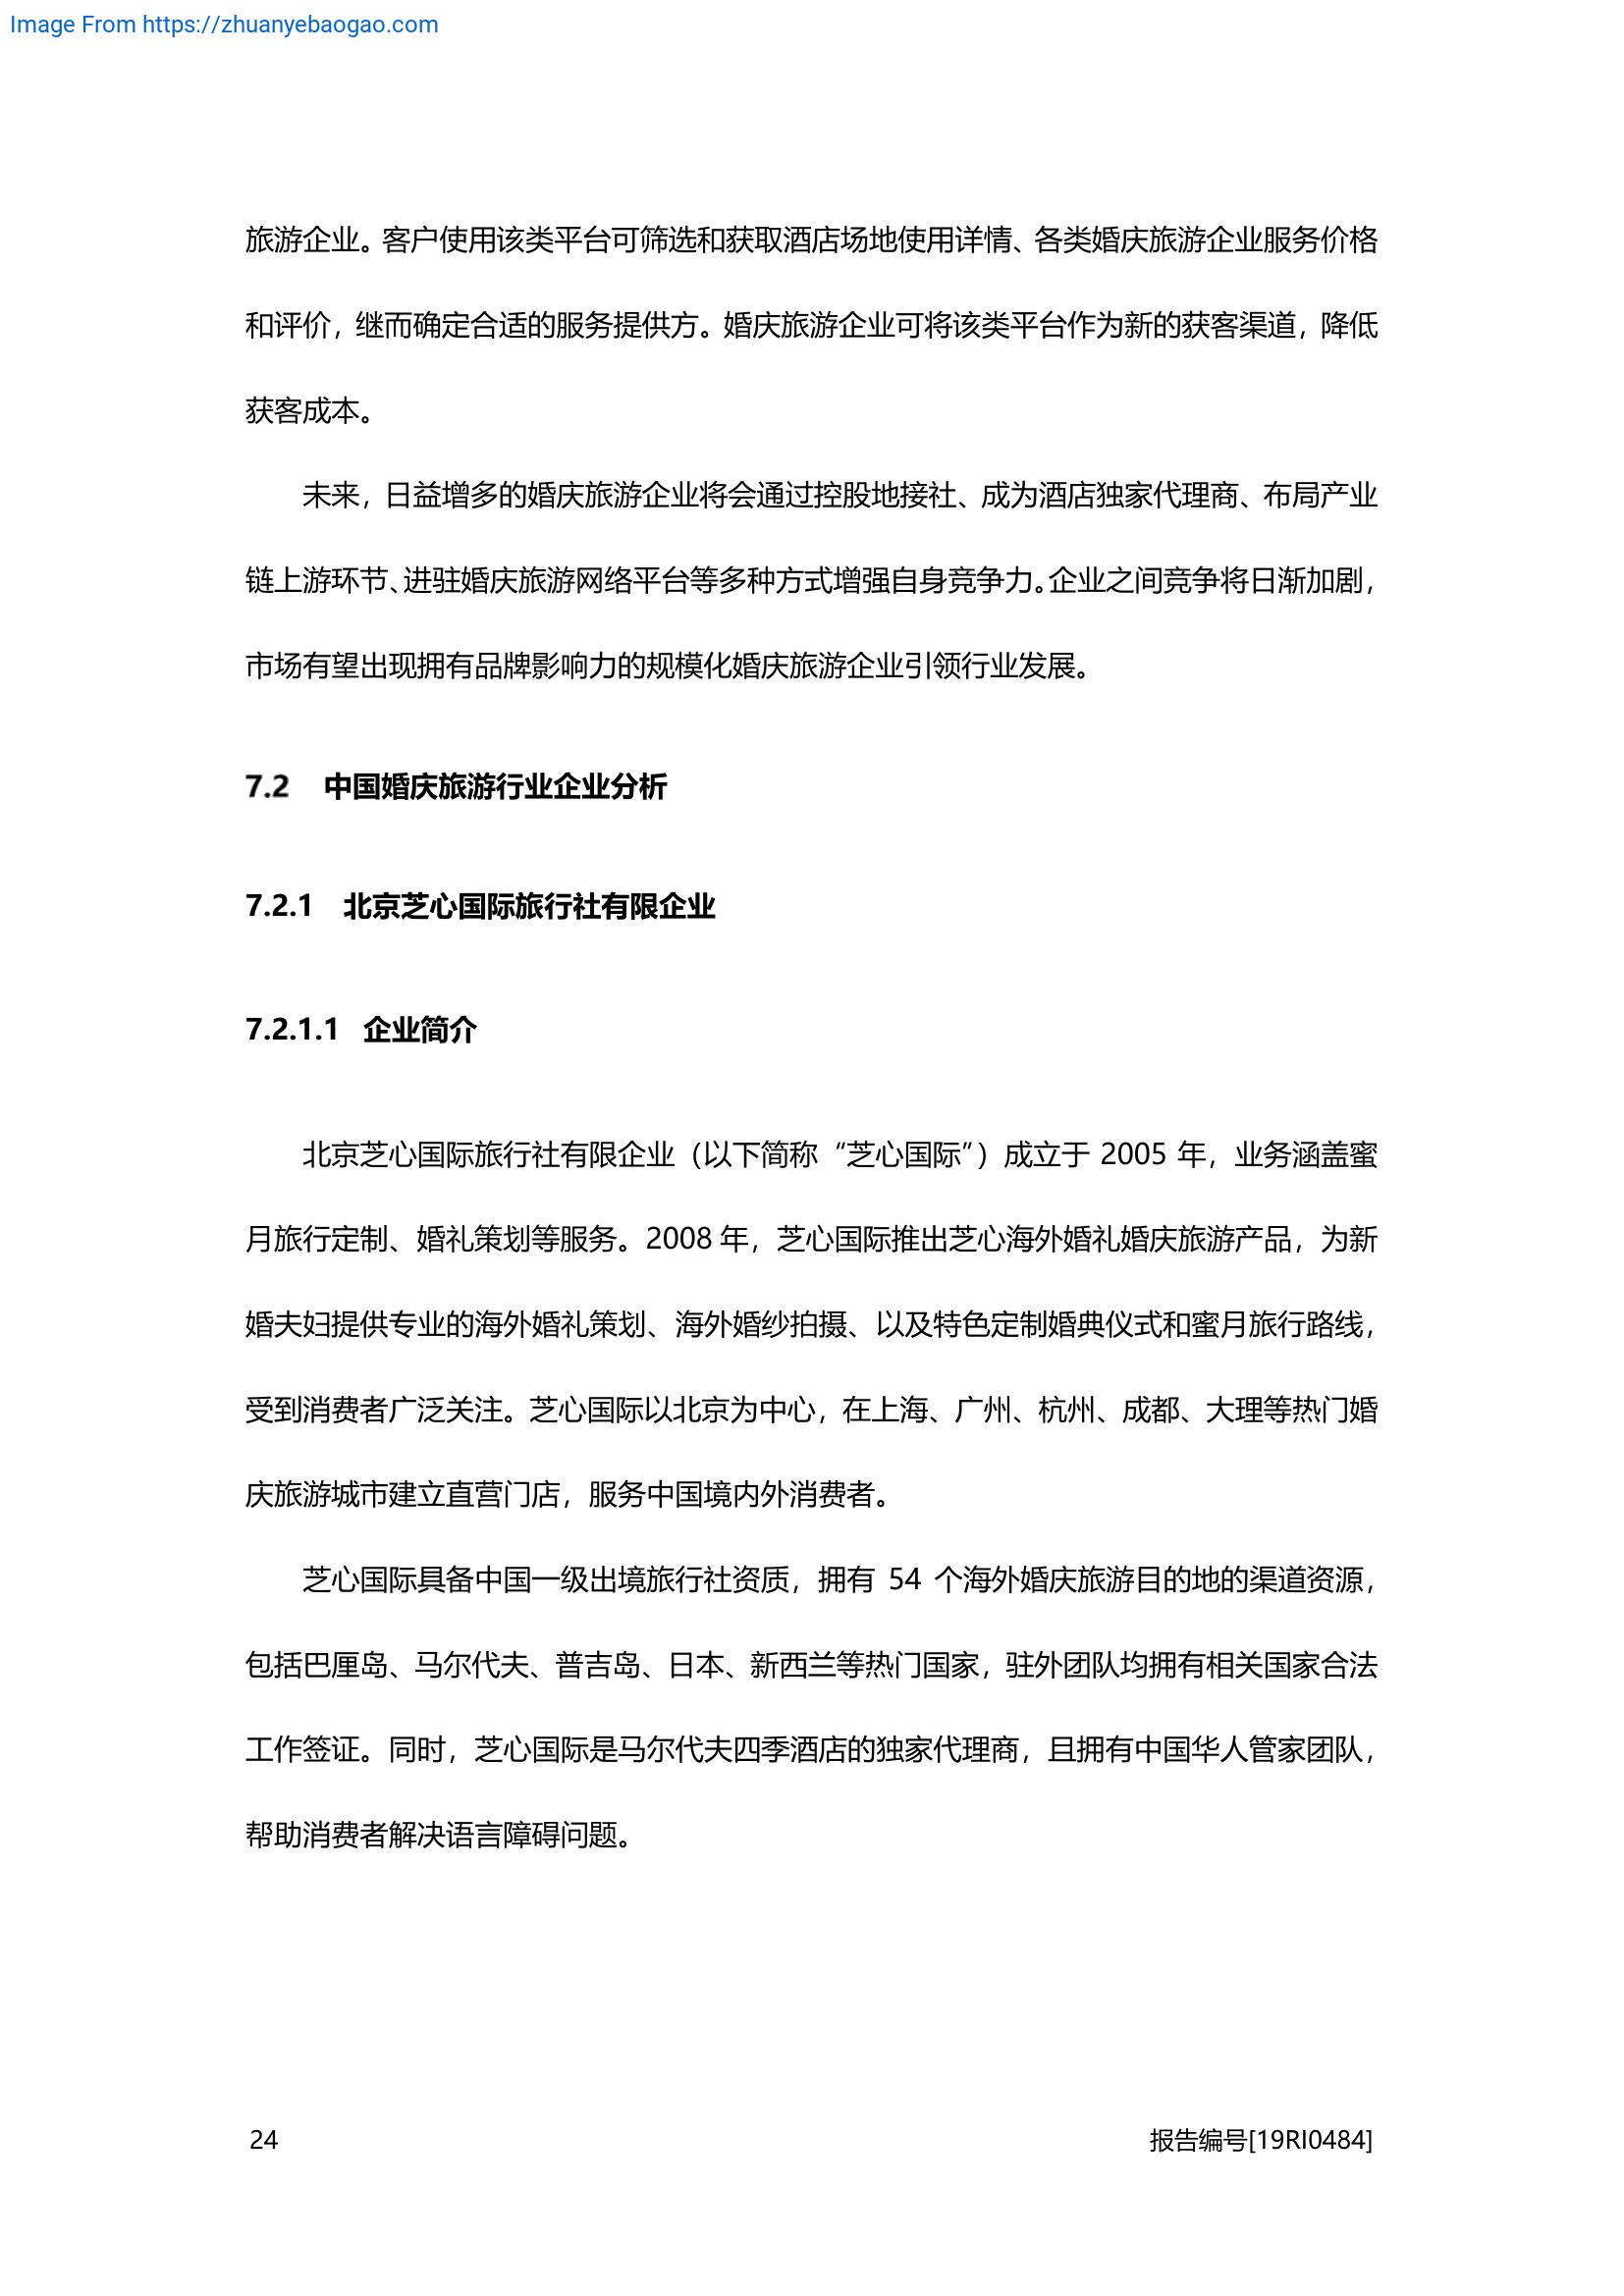 Image From https://zhuanyebaogao.com
旅游企业。客户使用该类平台可筛选和获取酒店场地使用详情、各类婚庆旅游企业服务价格
和评价，继而确定合适的服务提供方。婚庆旅游企业可将该类平台作为新的获客渠道，降低
获客成本。
未来，日益增多的婚庆旅游企业将会通过控股地接社、成为酒店独家代理商、布局产业
链上游环节、进驻婚庆旅游网络平台等多种方式增强自身竞争力。企业之间竞争将日渐加剧，
市场有望出现拥有品牌影响力的规模化婚庆旅游企业引领行业发展。
7.2 中国婚庆旅游行业企业分析
7.2.1 北京芝心国际旅行社有限企业
7.2.1.1 企业简介
北京芝心国际旅行社有限企业（以下简称“芝心国际”）成立于 2005 年，业务涵盖蜜
月旅行定制、婚礼策划等服务。2008 年，芝心国际推出芝心海外婚礼婚庆旅游产品，为新
婚夫妇提供专业的海外婚礼策划、海外婚纱拍摄、以及特色定制婚典仪式和蜜月旅行路线，
受到消费者广泛关注。芝心国际以北京为中心，在上海、广州、杭州、成都、大理等热门婚
庆旅游城市建立直营门店，服务中国境内外消费者。
芝心国际具备中国一级出境旅行社资质，拥有 54 个海外婚庆旅游目的地的渠道资源，
包括巴厘岛、马尔代夫、普吉岛、日本、新西兰等热门国家，驻外团队均拥有相关国家合法
工作签证。同时，芝心国际是马尔代夫四季酒店的独家代理商，且拥有中国华人管家团队，
帮助消费者解决语言障碍问题。
24 报告编号[19RI0484]